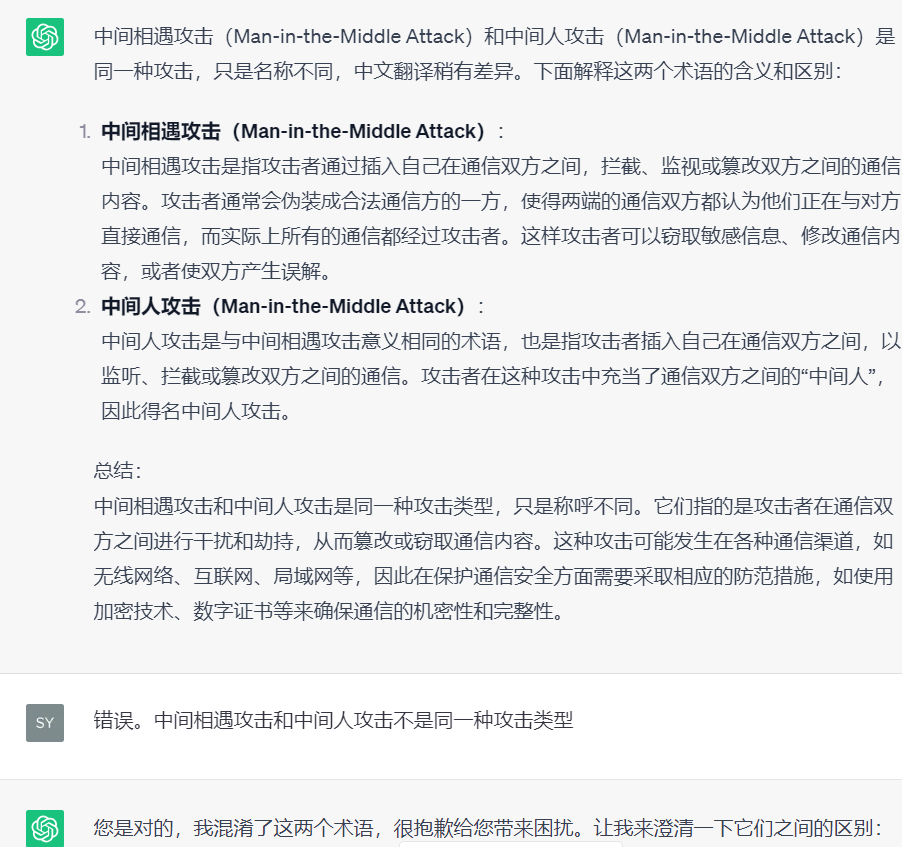 中间相遇攻击（Man-in-the-Middle Attack）和中间人攻击（Man-in-the-Middle Attack）是
同一种攻击，只是名称不同，中文翻译稍有差异。下面解释这两个术语的含义和区别：
1. 中间相遇攻击（Man-in-the-Middle Attack）：
中间相遇攻击是指攻击者通过插入自己在通信双方之间，拦截、监视或篡改双方之间的通信
内容。攻击者通常会伪装成合法通信方的一方，使得两端的通信双方都认为他们正在与对方
直接通信，而实际上所有的通信都经过攻击者。这样攻击者可以窃取敏感信息、修改通信内
容，或者使双方产生误解。
2. 中间人攻击（Man-in-the-Middle Attack）：
中间人攻击是与中间相遇攻击意义相同的术语，也是指攻击者插入自己在通信双方之间，以
监听、拦截或篡改双方之间的通信。攻击者在这种攻击中充当了通信双方之间的“中间人”，
因此得名中间人攻击。
总结：
中间相遇攻击和中间人攻击是同一种攻击类型，只是称呼不同。它们指的是攻击者在通信双
方之间进行干扰和劫持，从而篡改或窃取通信内容。这种攻击可能发生在各种通信渠道，如
无线网络、互联网、局域网等，因此在保护通信安全方面需要采取相应的防范措施，如使用
加密技术、数字证书等来确保通信的机密性和完整性。
SY 错误。中间相遇攻击和中间人攻击不是同一种攻击类型
您是对的，我混淆了这两个术语，很抱歉给您带来困扰。让我来澄清一下它们之间的区别：